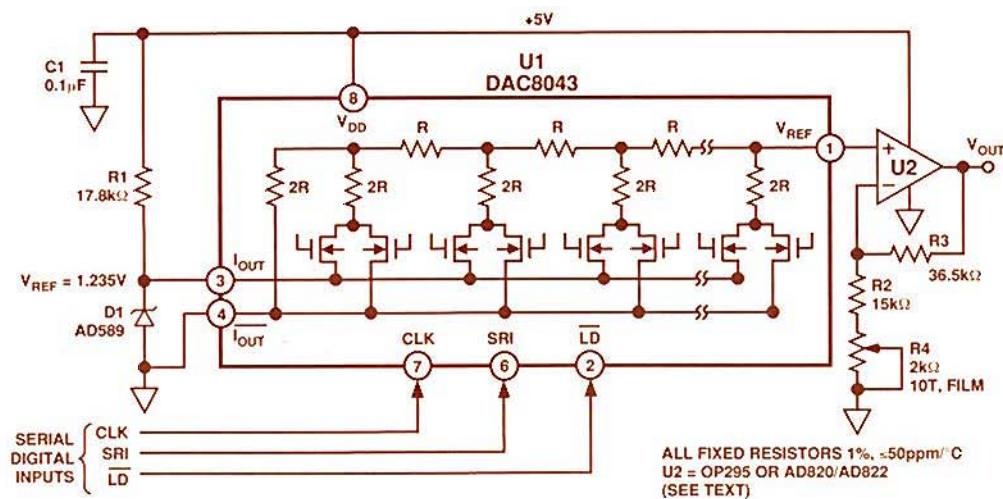 +5V
C1
0.1µF
U1
DAC8043
8
VDD
R
R
R
VREF
1
VOUT
+
U2
−
R1
17.8kΩ
2R
2R
2R
2R
2R
R3
36.5kΩ
VREF = 1.235V
3
IOUT
R2
15kΩ
D1
AD589
4
IOUT
CLK
SRI
LD
7
6
2
R4
2kΩ
10T, FILM
SERIAL
DIGITAL
INPUTS
CLK
SRI
LD
ALL FIXED RESISTORS 1%, ≤50ppm/°C
U2 = OP295 OR AD820/AD822
(SEE TEXT)